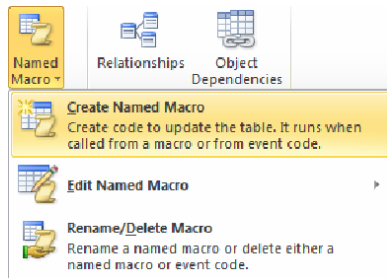 Named
Macro
Relationships
Object
Dependencies
Create Named Macro
Create code to update the table. It runs when
called from a macro or from event code.
Edit Named Macro
Rename/Delete Macro
Rename a named macro or delete either a
named macro or event code.